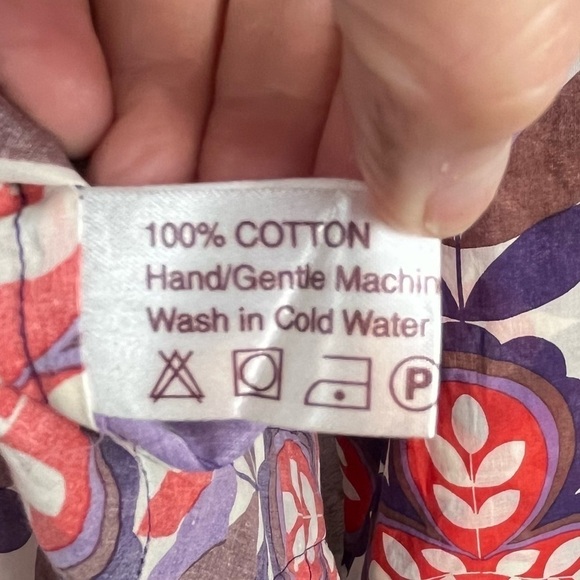 100% COTTON
Hand/Gentle Machin
Wash in Cold Water
P